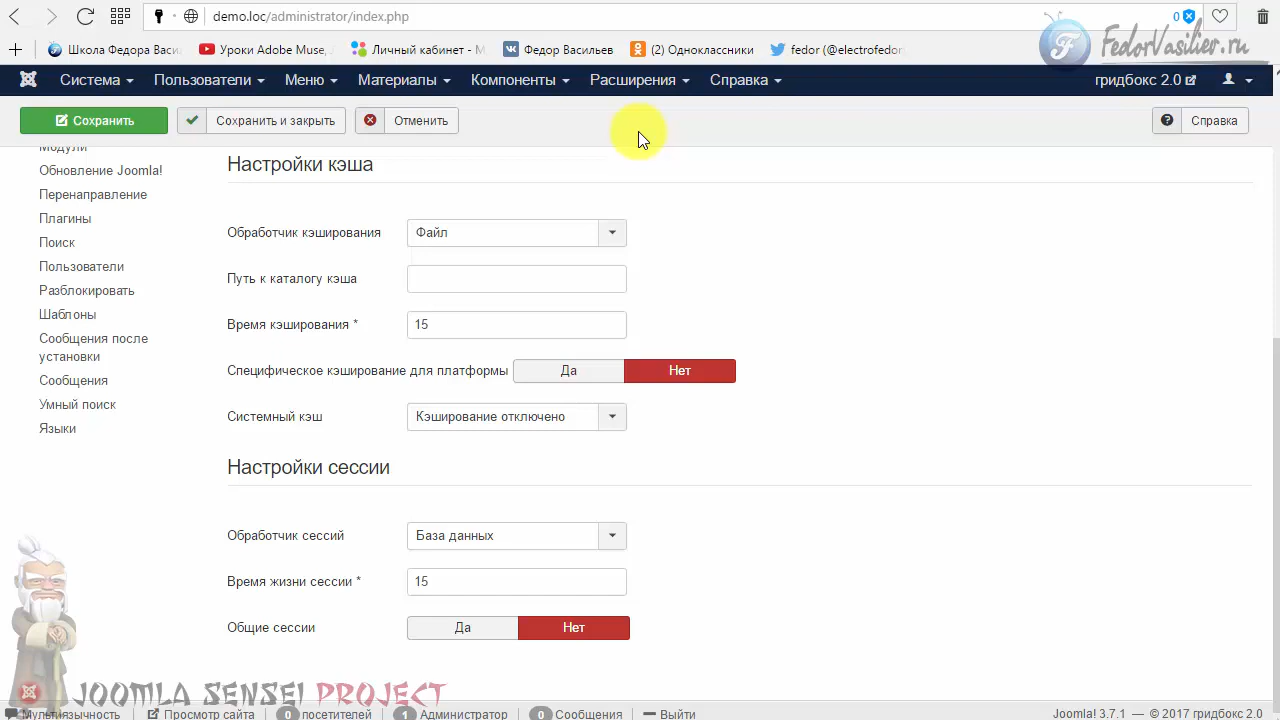 demo.loc/administrator/index.php
0
Школа Федора Васи
Уроки Adobe Muse,
Личный кабинет - М
Федор Васильев
(2) Одноклассники
fedor (@electrofedor
FedorVasiliev.ru
Система
Пользователи
Меню
Материалы
Компоненты
Расширения
Справка
гридбокс 2.0
Сохранить
Сохранить и закрыть
Отменить
Справка
Модули
Обновление Joomla!
Перенаправление
Плагины
Поиск
Пользователи
Разблокировать
Шаблоны
Сообщения после
установки
Сообщения
Умный поиск
Языки
Настройки кэша
Обработчик кэширования
Файл
Путь к каталогу кэша
Время кэширования *
15
Специфическое кэширование для платформы
Да
Нет
Системный кэш
Кэширование отключено
Настройки сессии
Обработчик сессий
База данных
Время жизни сессии *
15
Общие сессии
Да
Нет
JOOMLA SENSEI PROJECT
Мультиязычность
Просмотр сайта
0 посетителей
1 Администратор
0 Сообщения
Выйти
Joomla! 3.7.1 — © 2017 гридбокс 2.0